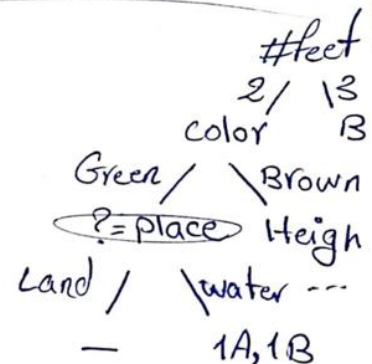 #feet
2 / \ 3
color B
Green / \ Brown
?= place Heigh
Land / \ water ---
— 1A, 1B